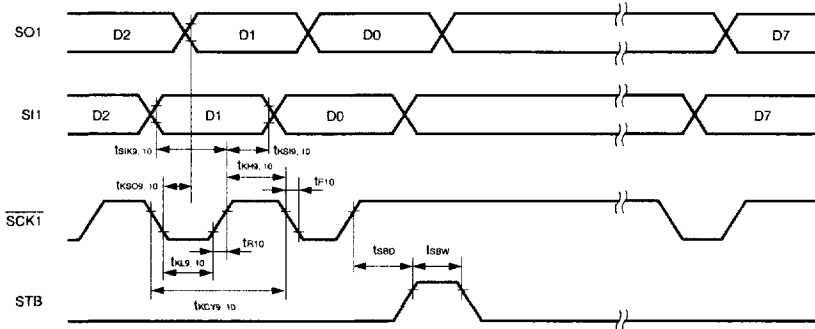 SO1 D2 D1 D0 D7
SI1 D2 D1 D0 D7
tSIK9, 10 tKSI9, 10
tKH9, 10
tKSO9, 10 tF10
SCK1
tR10
tSBD tSBW
tKL9, 10
tKCY9, 10
STB